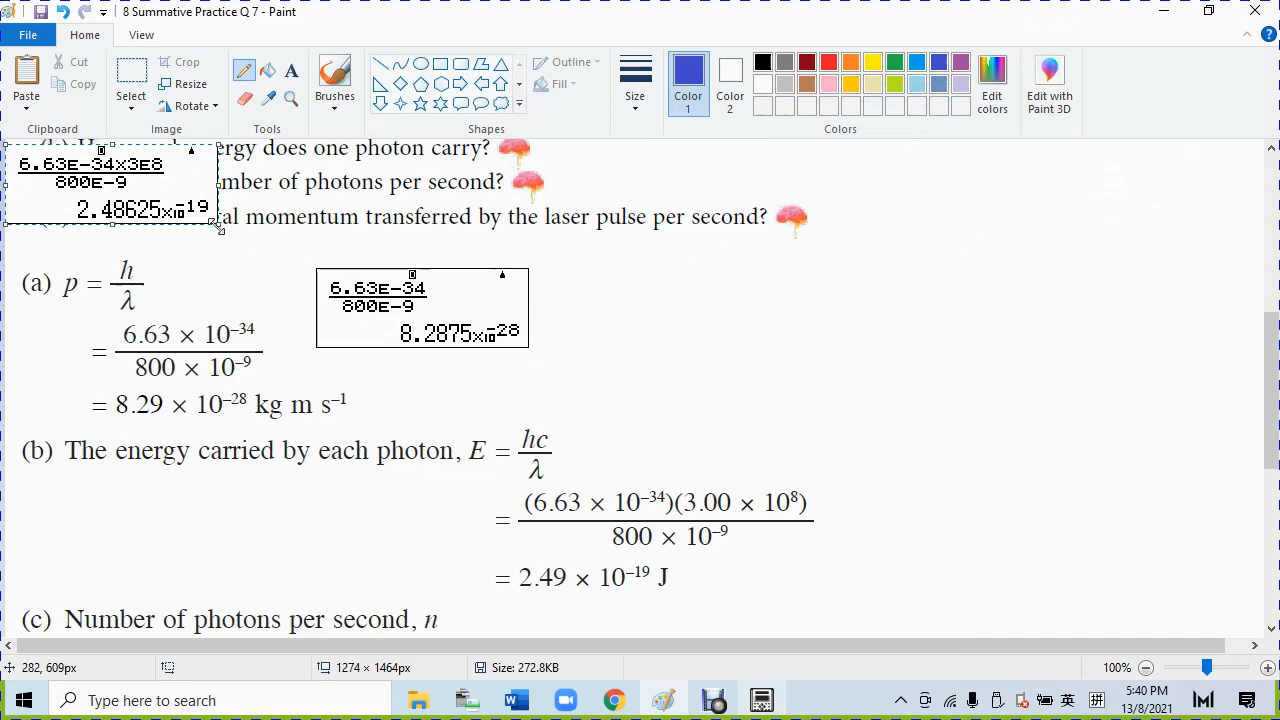 8 Summative Practice Q 7 - Paint
File Home View
Paste Cut Copy Clipboard
Select Crop Resize Rotate Image
Tools
Brushes
Outline Fill Shapes
Size
Color 1 Color 2 Edit colors Colors
Edit with Paint 3D
energy does one photon carry?
6.63E-34x3E8
800E-9
2.48625x10^-19
mber of photons per second?
al momentum transferred by the laser pulse per second?
(a) p = h/λ
6.63E-34
800E-9
8.2875x10^-28
= 6.63 × 10^–34 / 800 × 10^–9
= 8.29 × 10^–28 kg m s^–1
(b) The energy carried by each photon, E = hc/λ
= (6.63 × 10^–34)(3.00 × 10^8) / 800 × 10^–9
= 2.49 × 10^–19 J
(c) Number of photons per second, n
282, 609px 1274 × 1464px Size: 272.8KB 100%
Type here to search
英 拼 5:40 PM
13/8/2021